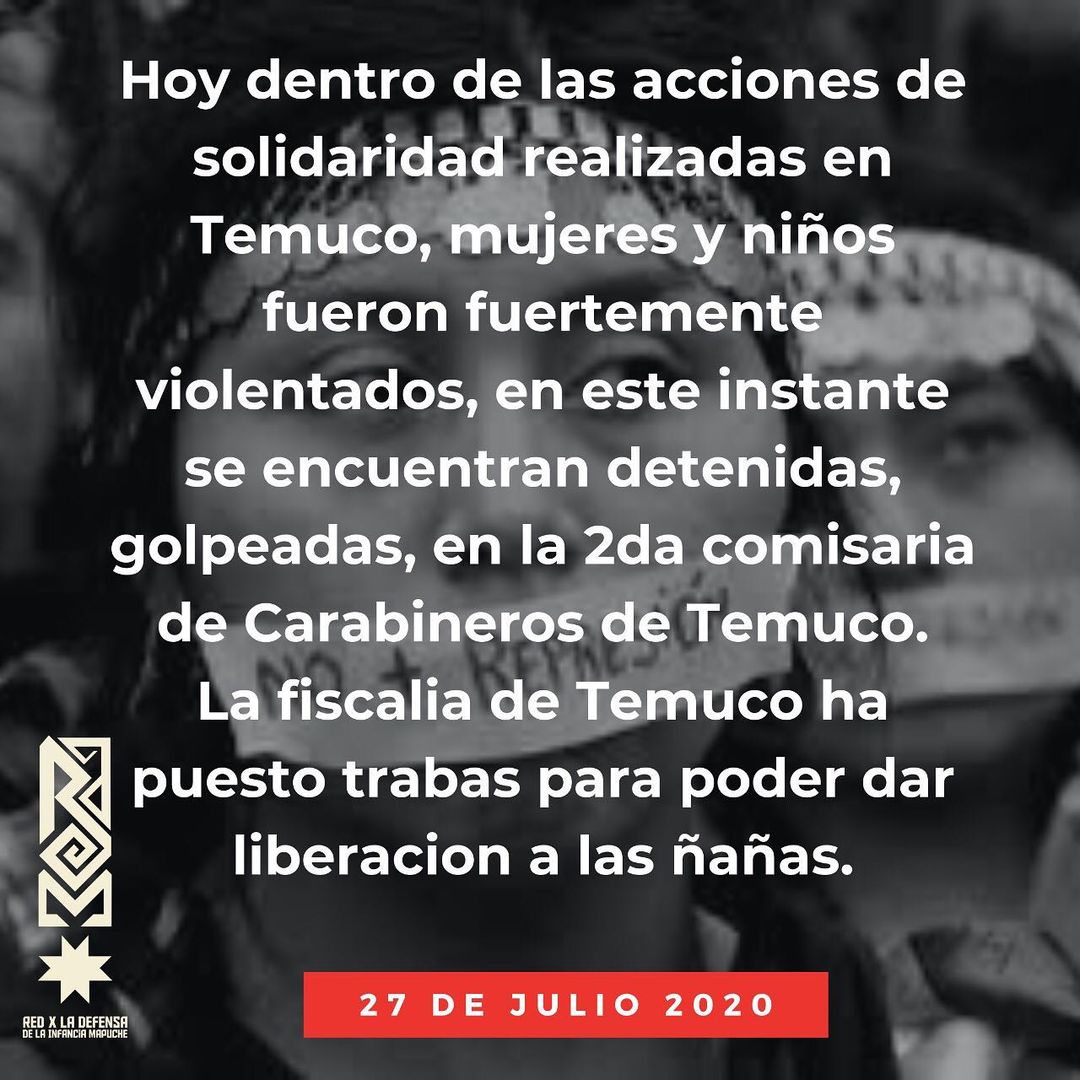 Hoy dentro de las acciones de
solidaridad realizadas en
Temuco, mujeres y niños
fueron fuertemente
violentados, en este instante
se encuentran detenidas,
golpeadas, en la 2da comisaria
de Carabineros de Temuco.
NO + REPRESIÓN
La fiscalia de Temuco ha
puesto trabas para poder dar
liberacion a las ñañas.
27 DE JULIO 2020
RED X LA DEFENSA
DE LA INFANCIA MAPUCHE